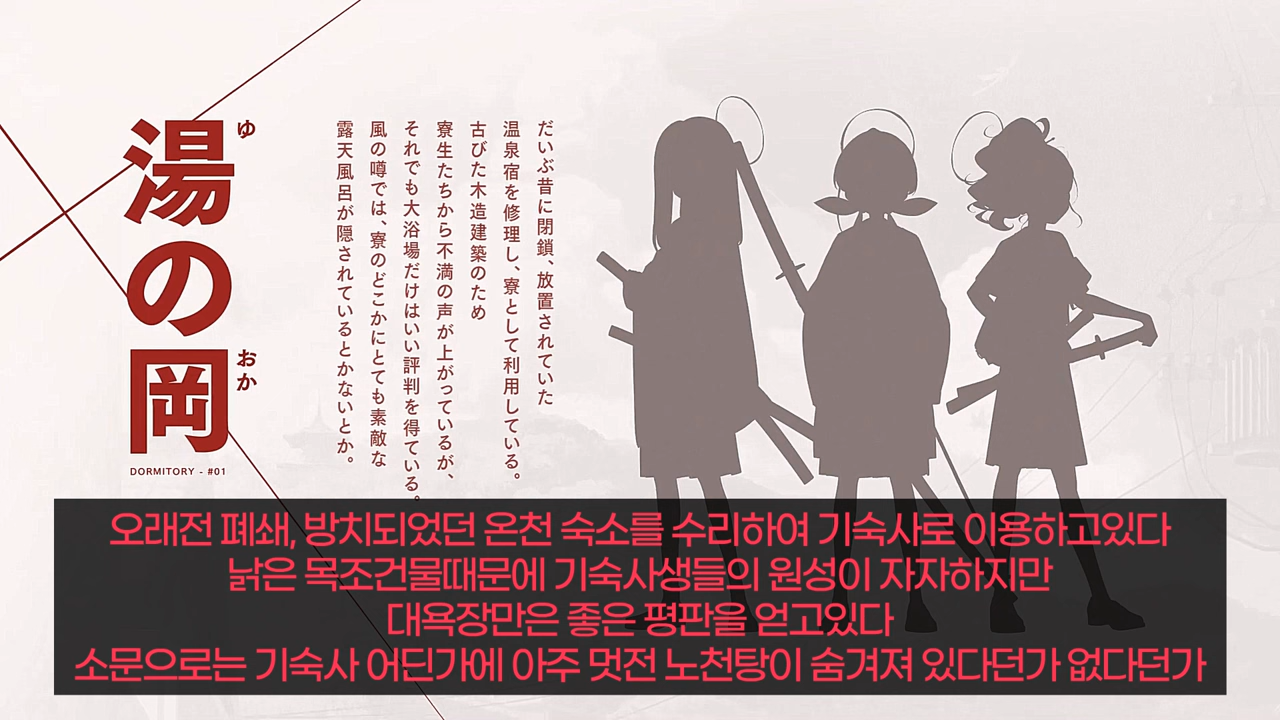 湯の岡
ゆ
おか
DORMITORY - #01
だいぶ昔に閉鎖、放置されていた
温泉宿を修理し、寮として利用している。
古びた木造建築のため
寮生たちから不満の声が上がっているが、
それでも大浴場だけはいい評判を得ている。
風の噂では、寮のどこかにとても素敵な
露天風呂が隠されているとかないとか。
오래전 폐쇄, 방치되었던 온천 숙소를 수리하여 기숙사로 이용하고있다
낡은 목조건물때문에 기숙사생들의 원성이 자자하지만
대욕장만은 좋은 평판을 얻고있다
소문으로는 기숙사 어딘가에 아주 멋전 노천탕이 숨겨져 있다던가 없다던가